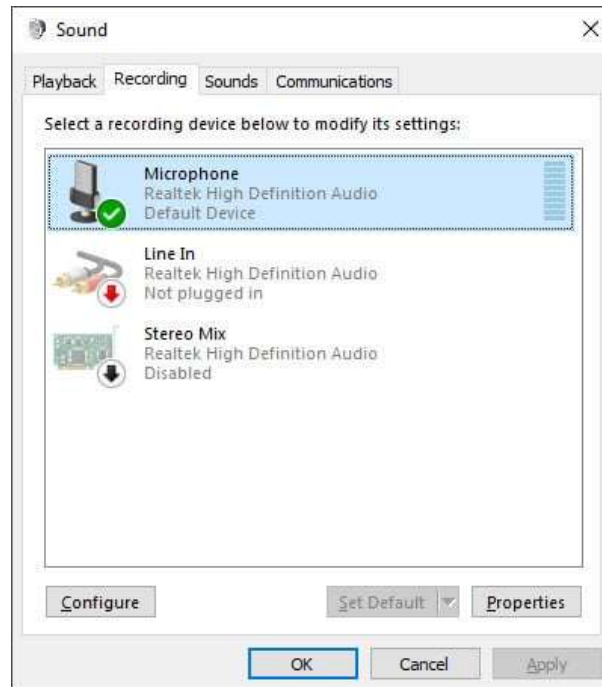 Sound
Playback Recording Sounds Communications
Select a recording device below to modify its settings:
Microphone
Realtek High Definition Audio
Default Device
Line In
Realtek High Definition Audio
Not plugged in
Stereo Mix
Realtek High Definition Audio
Disabled
Configure Set Default Properties
OK Cancel Apply